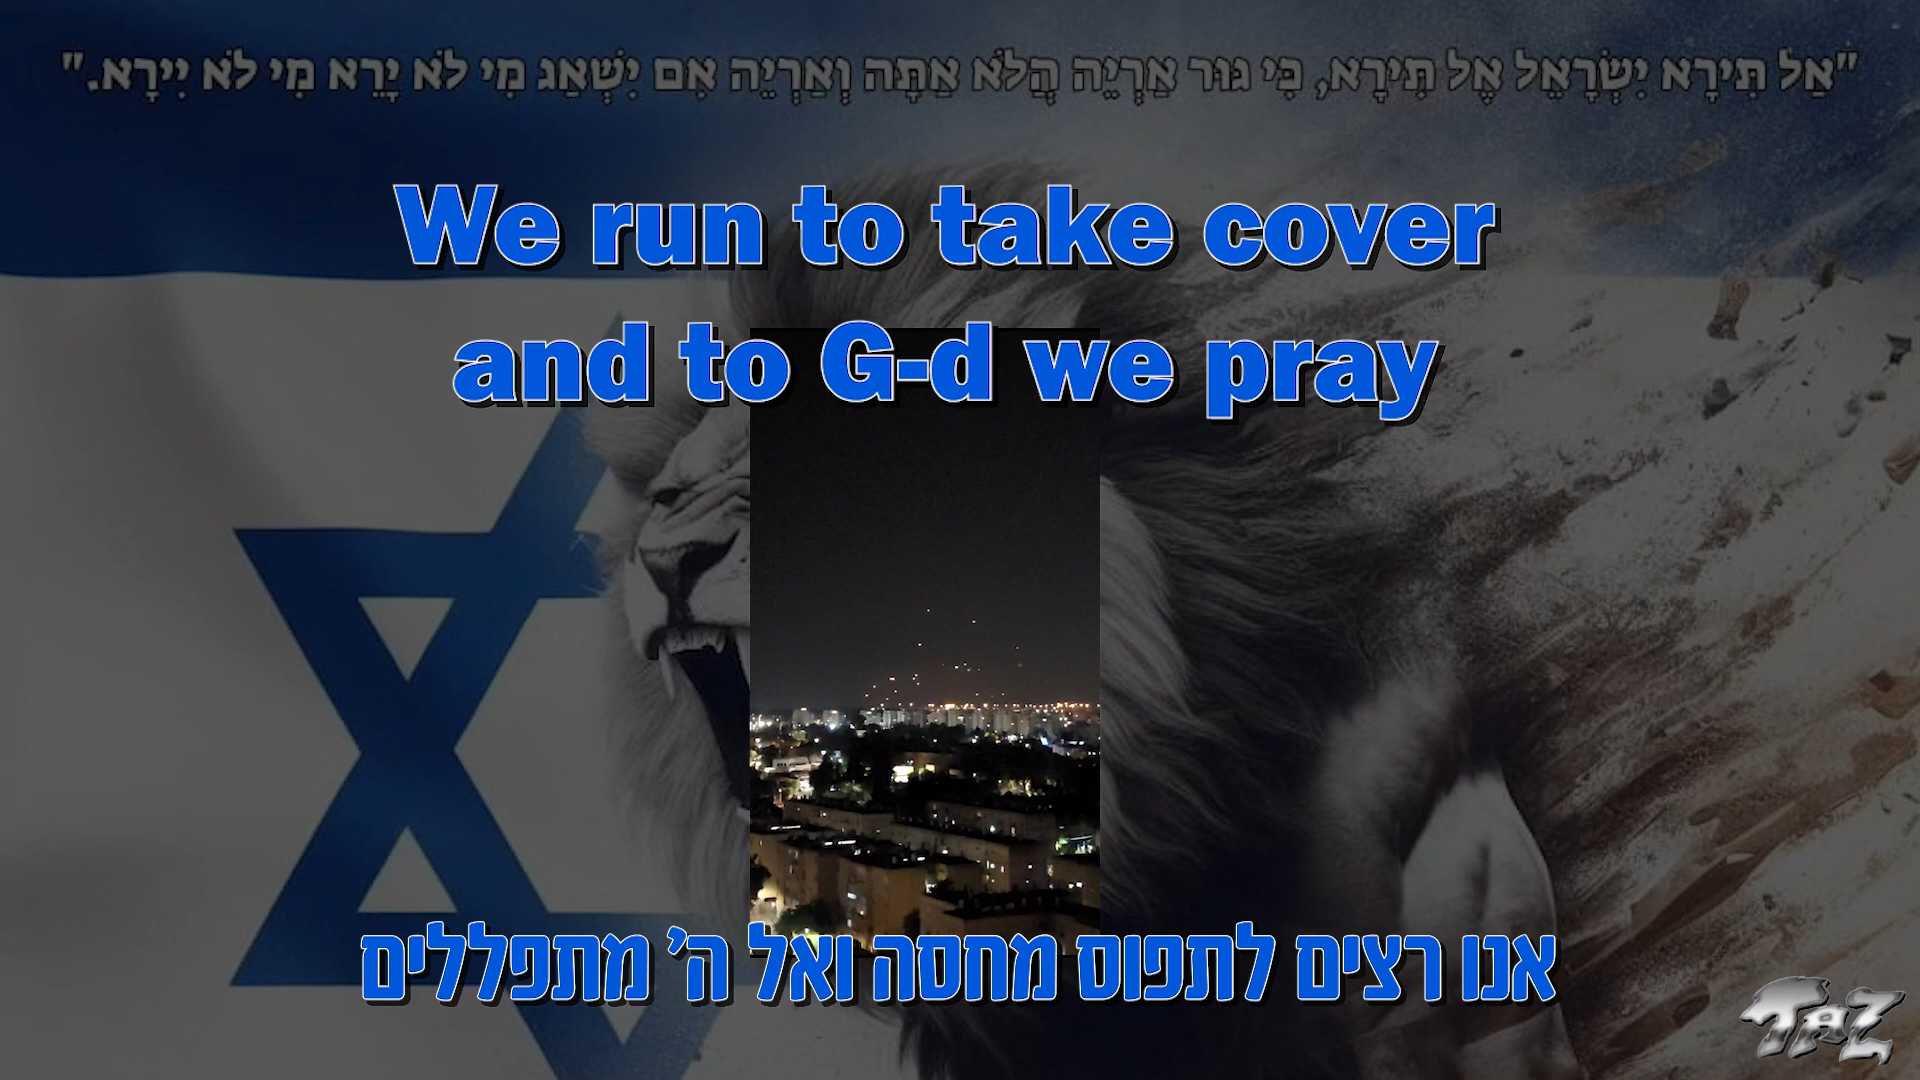 "אַל תִּירָא יִשְׂרָאֵל אֶל תִּירָא, כִּי גוּר אַרְיֵה הֲלֹא אַתָּה וְאַרְיֵה אִם יִשְׁאַג מִי לֹא יָרֵא מִי לֹא יִירָא."
We run to take cover
and to G-d we pray
אנו רצים לתפוס מחסה ואל ה' מתפללים
TAZ